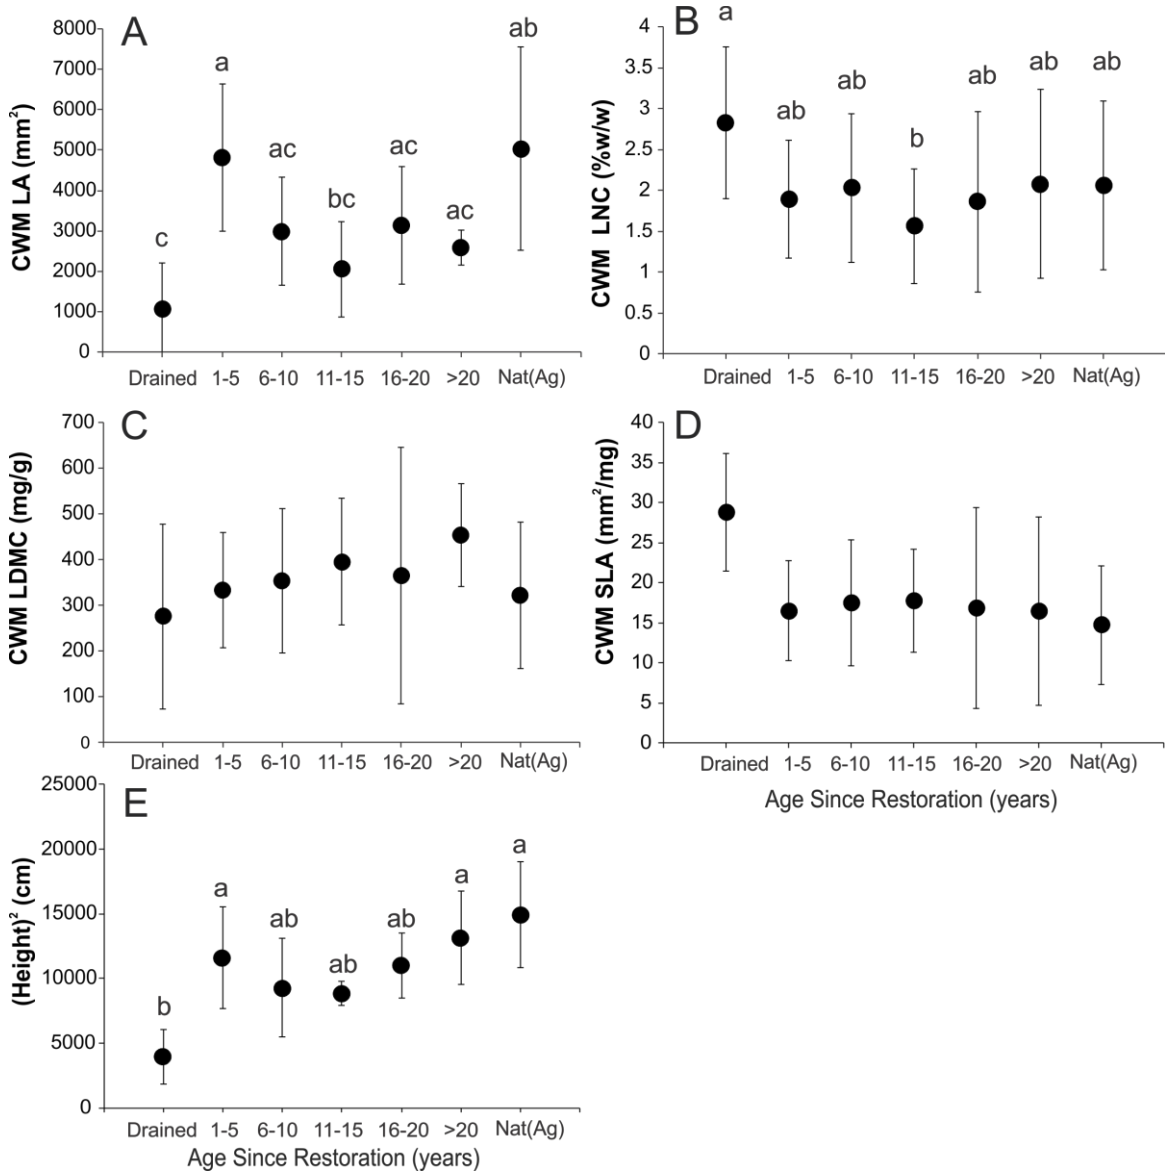 A
CWM LA (mm²)
8000
7000
6000
5000
4000
3000
2000
1000
0
c
a
ac
bc
ac
ac
ab
Drained 1-5 6-10 11-15 16-20 >20 Nat(Ag)
B
CWM LNC (%w/w)
4
3.5
3
2.5
2
1.5
1
0.5
0
a
ab
ab
b
ab
ab
ab
Drained 1-5 6-10 11-15 16-20 >20 Nat(Ag)
C
CWM LDMC (mg/g)
700
600
500
400
300
200
100
0
Drained 1-5 6-10 11-15 16-20 >20 Nat(Ag)
D
CWM SLA (mm²/mg)
40
35
30
25
20
15
10
5
0
Drained 1-5 6-10 11-15 16-20 >20 Nat(Ag)
Age Since Restoration (years)
E
(Height)² (cm)
25000
20000
15000
10000
5000
0
b
a
ab
ab
ab
a
a
Drained 1-5 6-10 11-15 16-20 >20 Nat(Ag)
Age Since Restoration (years)